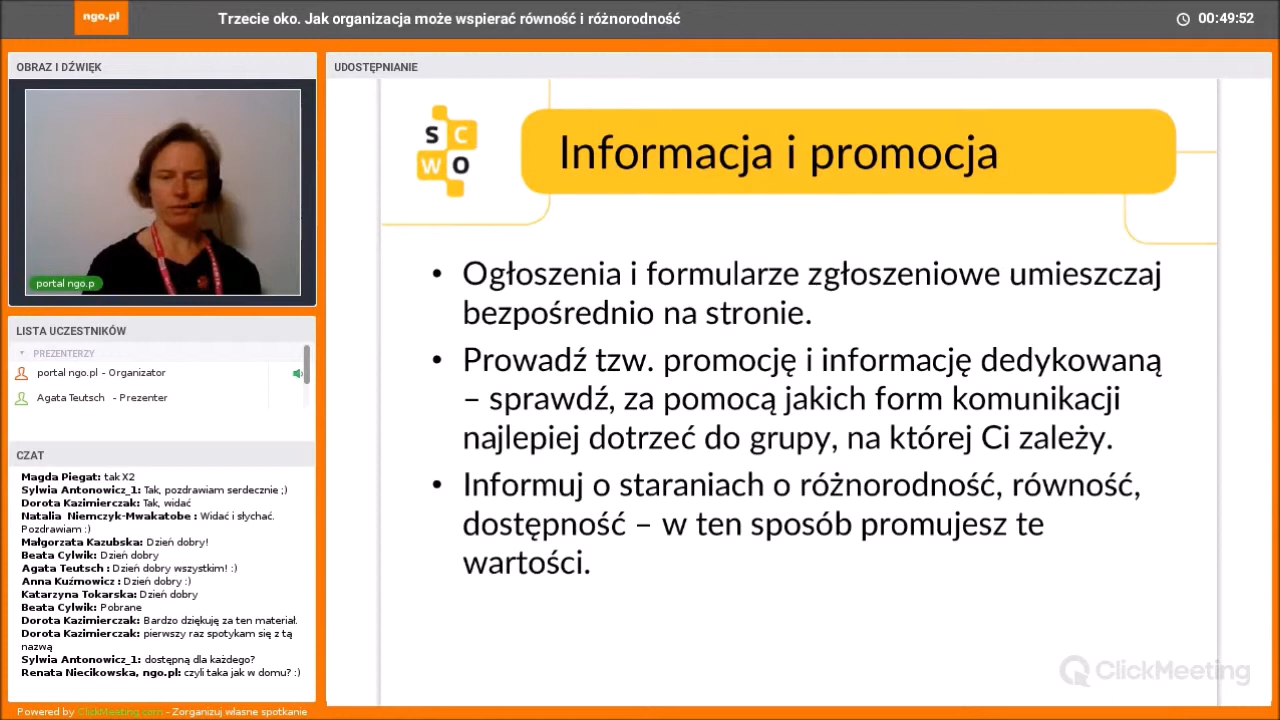 ngo.pl
Trzecie oko. Jak organizacja może wspierać równość i różnorodność
00:49:52
OBRAZ I DŹWIĘK
portal ngo.p
LISTA UCZESTNIKÓW
PREZENTERZY
portal ngo.pl - Organizator
Agata Teutsch - Prezenter
CZAT
Magda Piegat: tak X2
Sylwia Antonowicz_1: Tak, pozdrawiam serdecznie ;)
Dorota Kazimierczak: Tak, widać
Natalia Niemczyk-Mwakatobe : Widać i słychać.
Pozdrawiam :)
Małgorzata Kazubska: Dzień dobry!
Beata Cylwik: Dzień dobry
Agata Teutsch : Dzień dobry wszystkim! :)
Anna Kuźmowicz : Dzień dobry :)
Katarzyna Tokarska: Dzień dobry
Beata Cylwik: Pobrane
Dorota Kazimierczak: Bardzo dziękuję za ten materiał.
Dorota Kazimierczak: pierwszy raz spotykam się z tą
nazwą
Sylwia Antonowicz_1: dostępną dla każdego?
Renata Niecikowska, ngo.pl: czyli taka jak w domu? :)
Powered by ClickMeeting.com - Zorganizuj własne spotkanie
UDOSTĘPNIANIE
S C
W O
Informacja i promocja
• Ogłoszenia i formularze zgłoszeniowe umieszczaj
bezpośrednio na stronie.
• Prowadź tzw. promocję i informację dedykowaną
– sprawdź, za pomocą jakich form komunikacji
najlepiej dotrzeć do grupy, na której Ci zależy.
• Informuj o staraniach o różnorodność, równość,
dostępność – w ten sposób promujesz te
wartości.
ClickMeeting